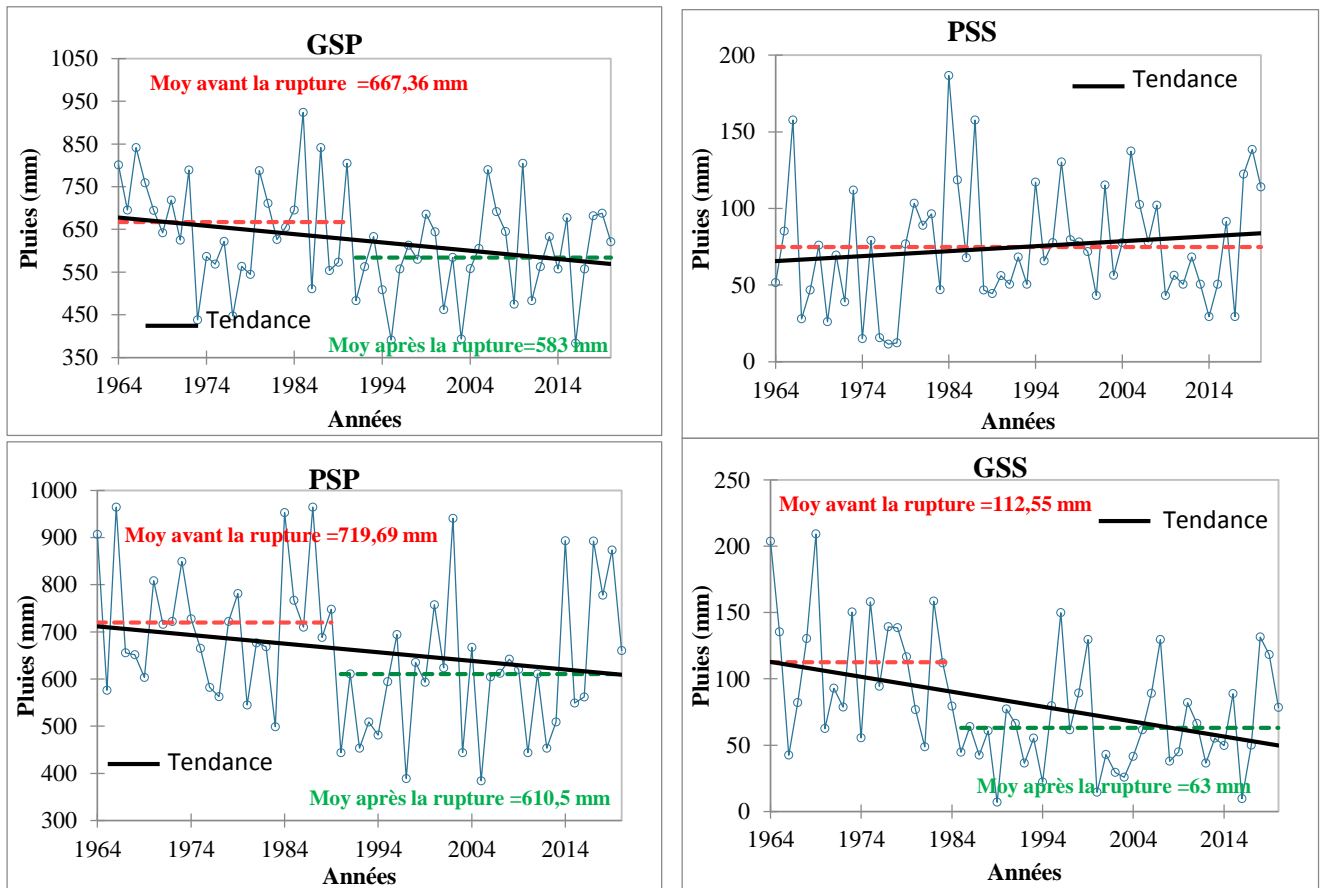 GSP
Moy avant la rupture =667,36 mm
1050
950
850
750
650
550
450
350
Pluies (mm)
Tendance
Moy après la rupture=583 mm
1964 1974 1984 1994 2004 2014
Années
PSS
Tendance
200
150
100
50
0
Pluies (mm)
1964 1974 1984 1994 2004 2014
Années
PSP
Moy avant la rupture =719,69 mm
1000
900
800
700
600
500
400
300
Pluies (mm)
Tendance
Moy après la rupture =610,5 mm
1964 1974 1984 1994 2004 2014
Années
GSS
Moy avant la rupture =112,55 mm
Tendance
250
200
150
100
50
0
Pluies (mm)
Moy après la rupture =63 mm
1964 1974 1984 1994 2004 2014
Années